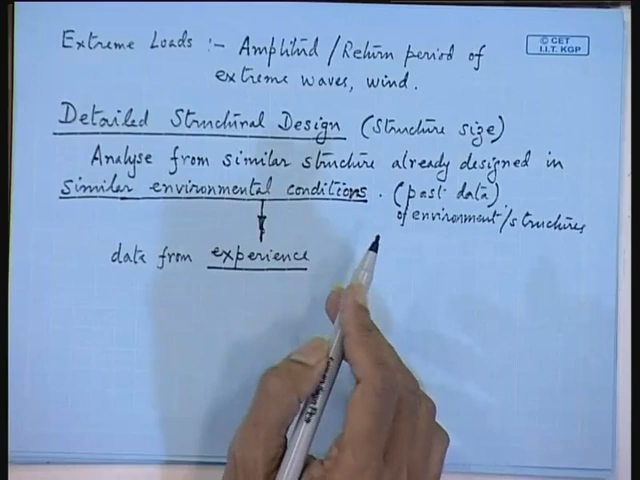 Extreme Loads :- Amplitud / Return period of
extreme waves, wind.
© CET
I.I.T. KGP
Detailed Structural Design (Structure size)
Analyse from similar structure already designed in
similar environmental conditions. (past data)
of environment/structures
data from experience